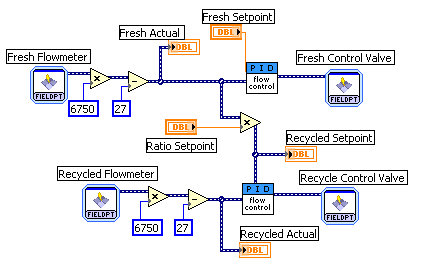 Fresh Setpoint
Fresh Actual
DBL
DBL
Fresh Flowmeter
Fresh Control Valve
PID
flow
control
FIELDPT
FIELDPT
6750
27
DBL
Ratio Setpoint
Recycled Setpoint
DBL
Recycled Flowmeter
Recycle Control Valve
PID
flow
control
FIELDPT
FIELDPT
6750
27
Recycled Actual
DBL